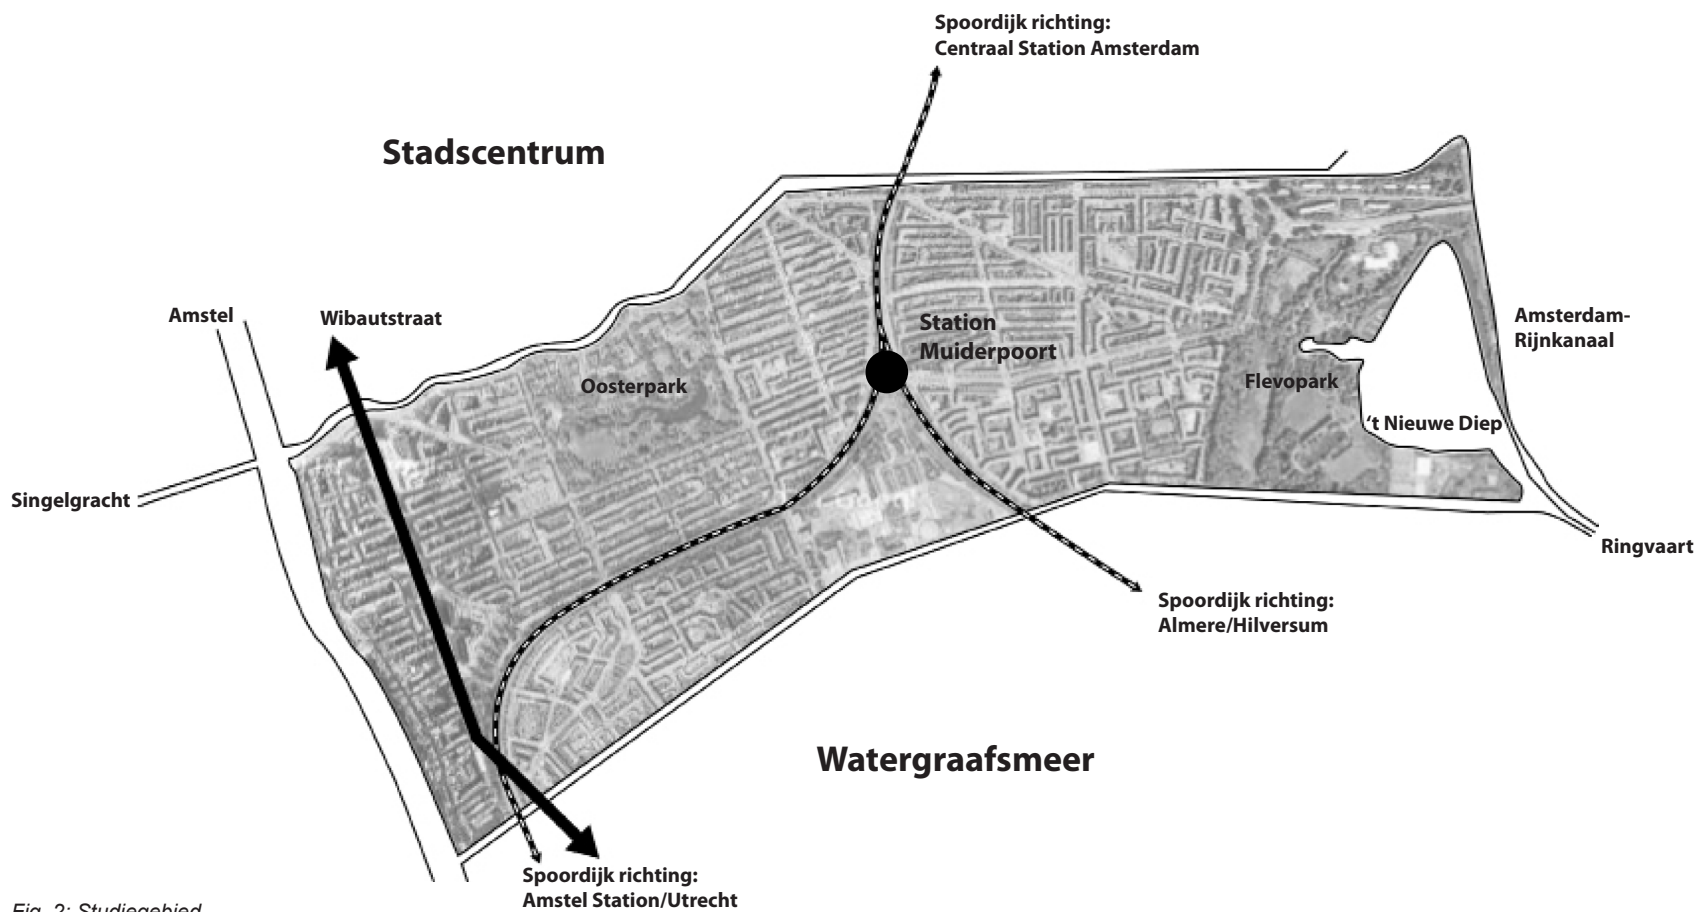 Spoordijk richting:
Centraal Station Amsterdam
Stadscentrum
Amstel
Wibautstraat
Station
Muiderpoort
Amsterdam-
Rijnkanaal
Oosterpark
Flevopark
't Nieuwe Diep
Singelgracht
Ringvaart
Spoordijk richting:
Almere/Hilversum
Watergraafsmeer
Spoordijk richting:
Amstel Station/Utrecht
Fig. 2: Studiegebied